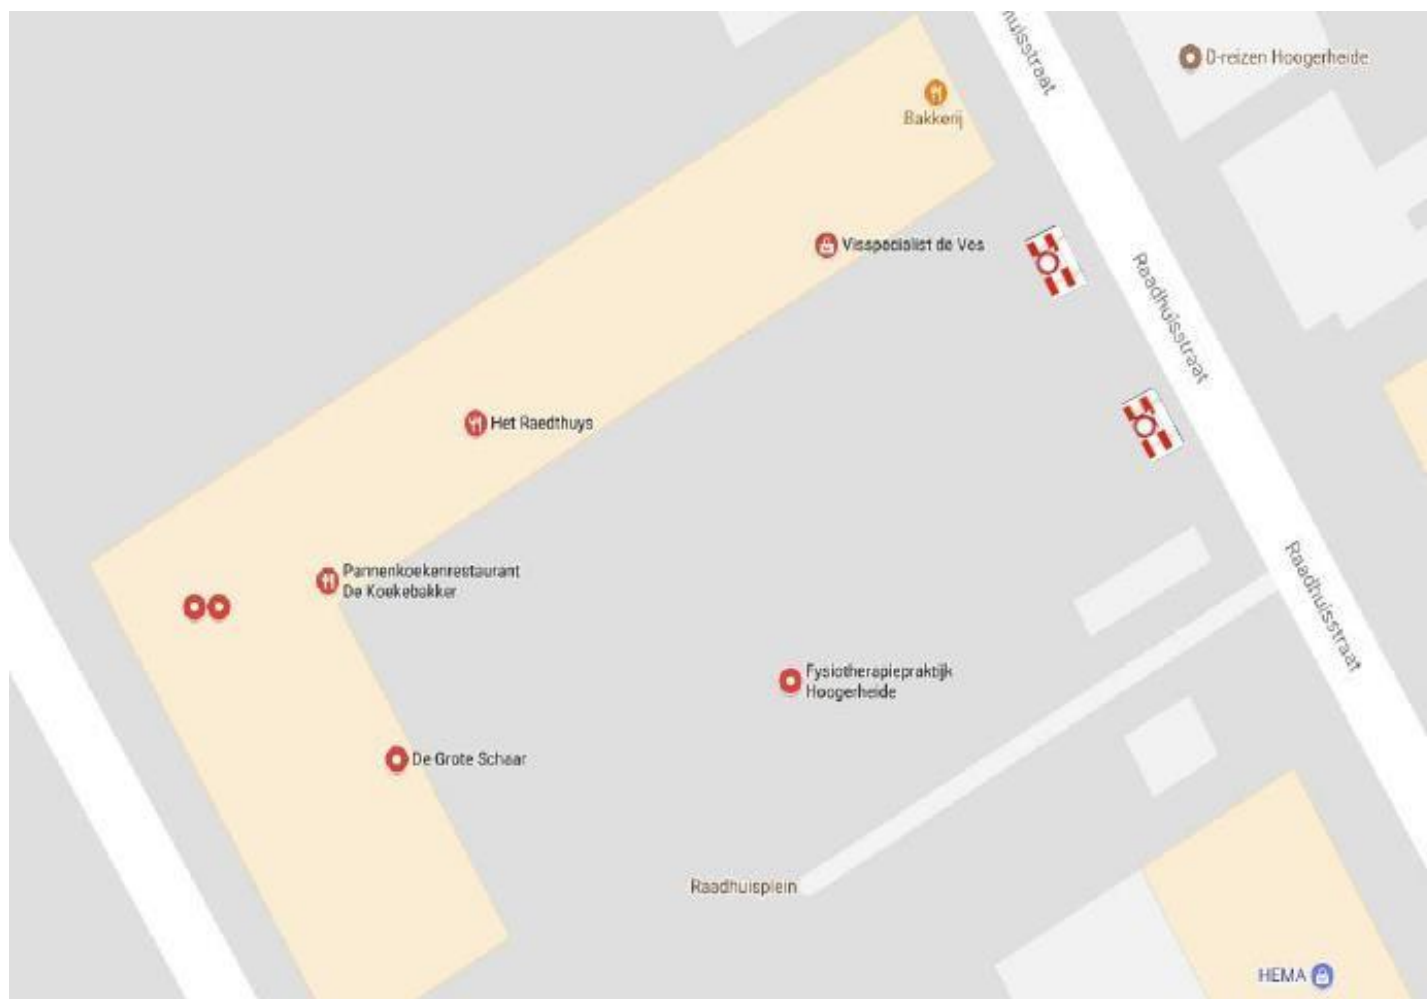 huisstraat
D-reizen Hoogerheide
Bakkerij
Visspecialist de Vos
Raadhuisstraat
Het Raedthuys
Pannenkoekenrestaurant
De Koekebakker
Raadhuisstraat
Fysiotherapiepraktijk
Hoogerheide
De Grote Schaar
Raadhuisplein
HEMA